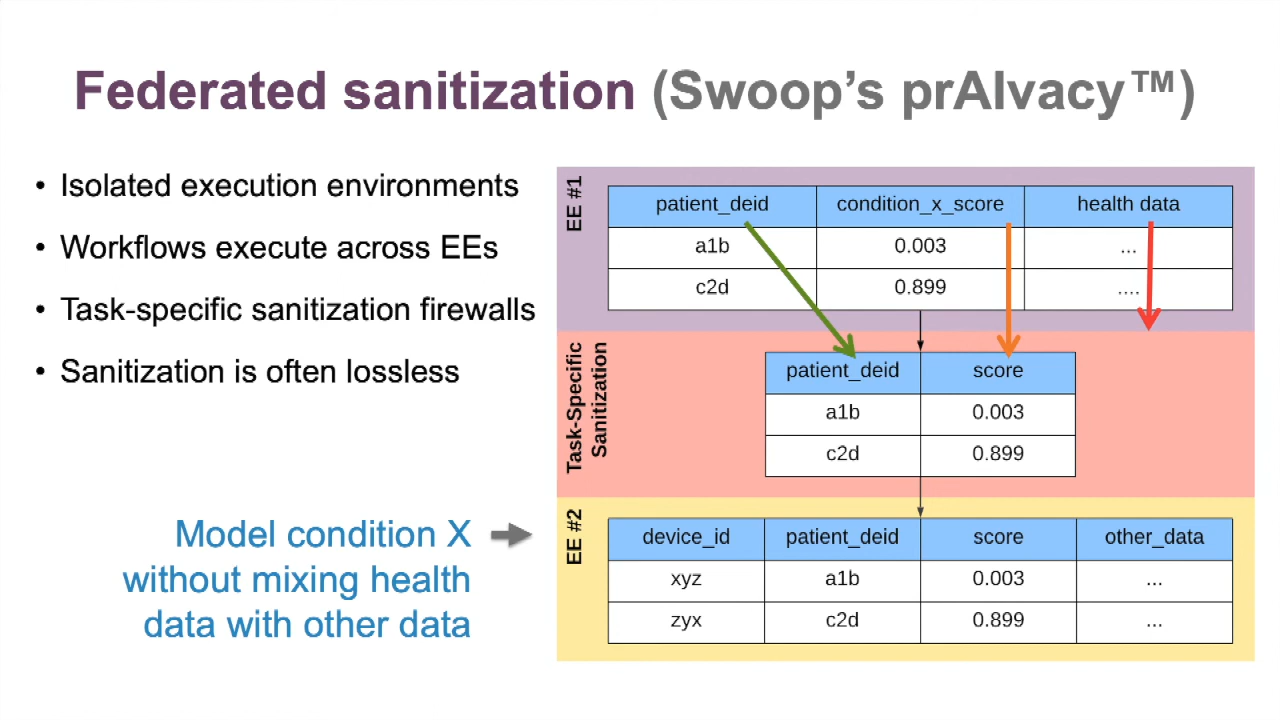 Federated sanitization (Swoop's prAIvacy™)
• Isolated execution environments
• Workflows execute across EEs
• Task-specific sanitization firewalls
• Sanitization is often lossless
Model condition X
without mixing health
data with other data
EE #1
patient_deid condition_x_score health data
a1b 0.003 ...
c2d 0.899 ....
Task-Specific
Sanitization
patient_deid score
a1b 0.003
c2d 0.899
EE #2
device_id patient_deid score other_data
xyz a1b 0.003 ...
zyx c2d 0.899 ...